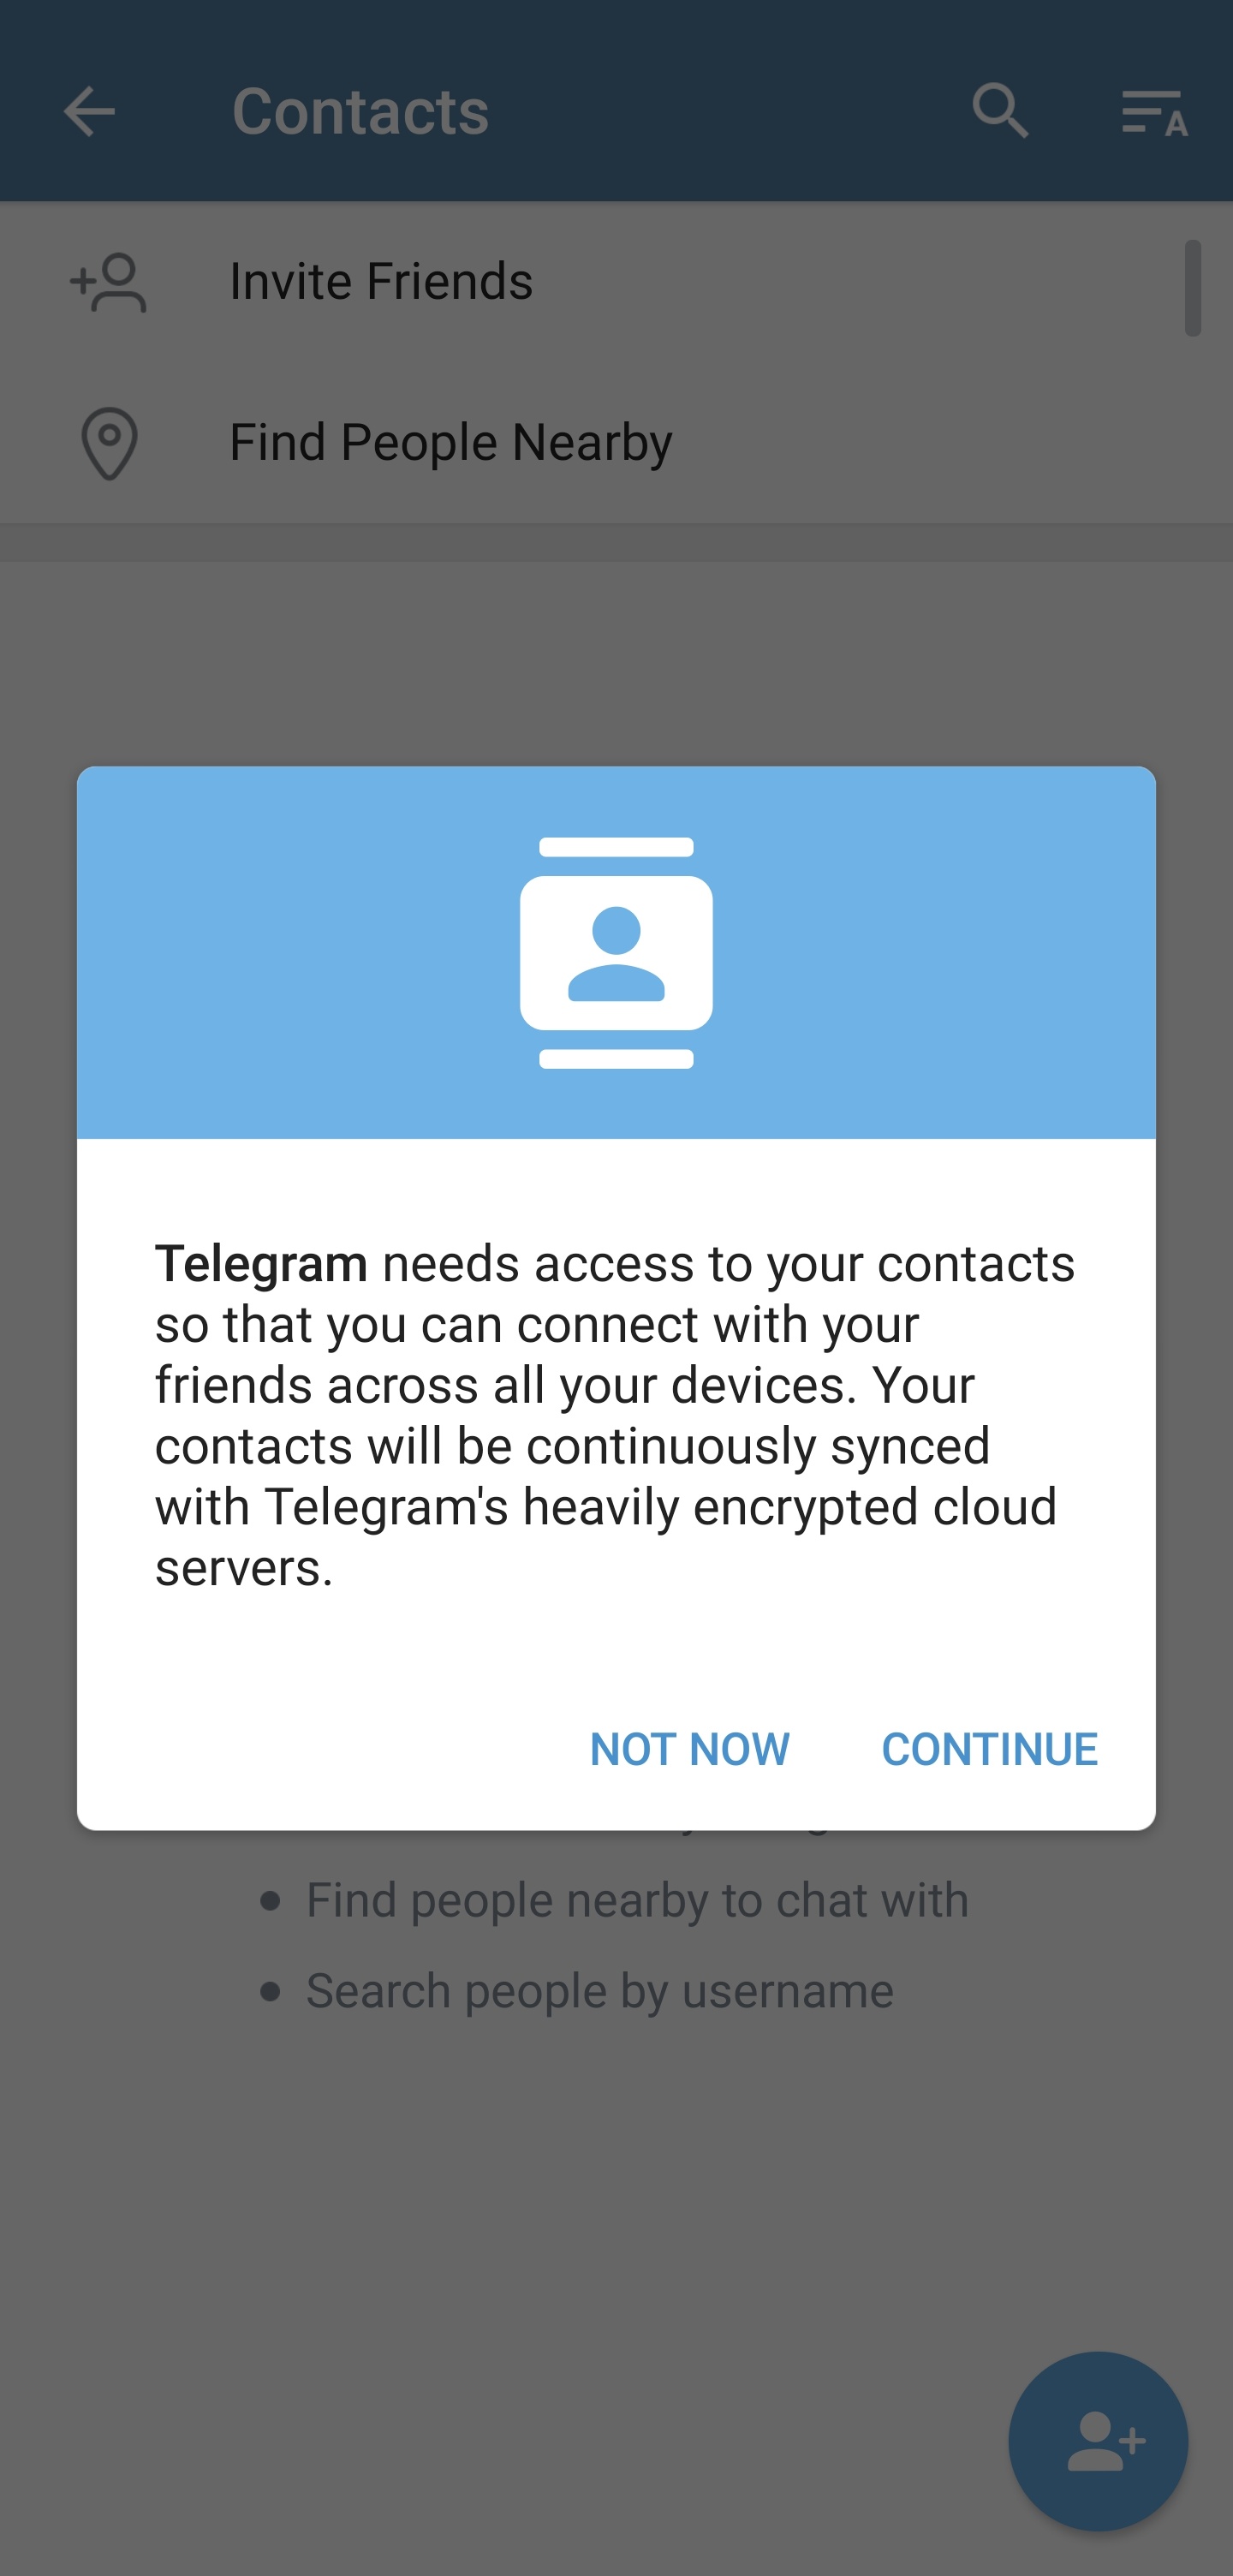 Contacts
A
Invite Friends
Find People Nearby
Telegram needs access to your contacts
so that you can connect with your
friends across all your devices. Your
contacts will be continuously synced
with Telegram's heavily encrypted cloud
servers.
NOT NOW CONTINUE
Find people nearby to chat with
Search people by username